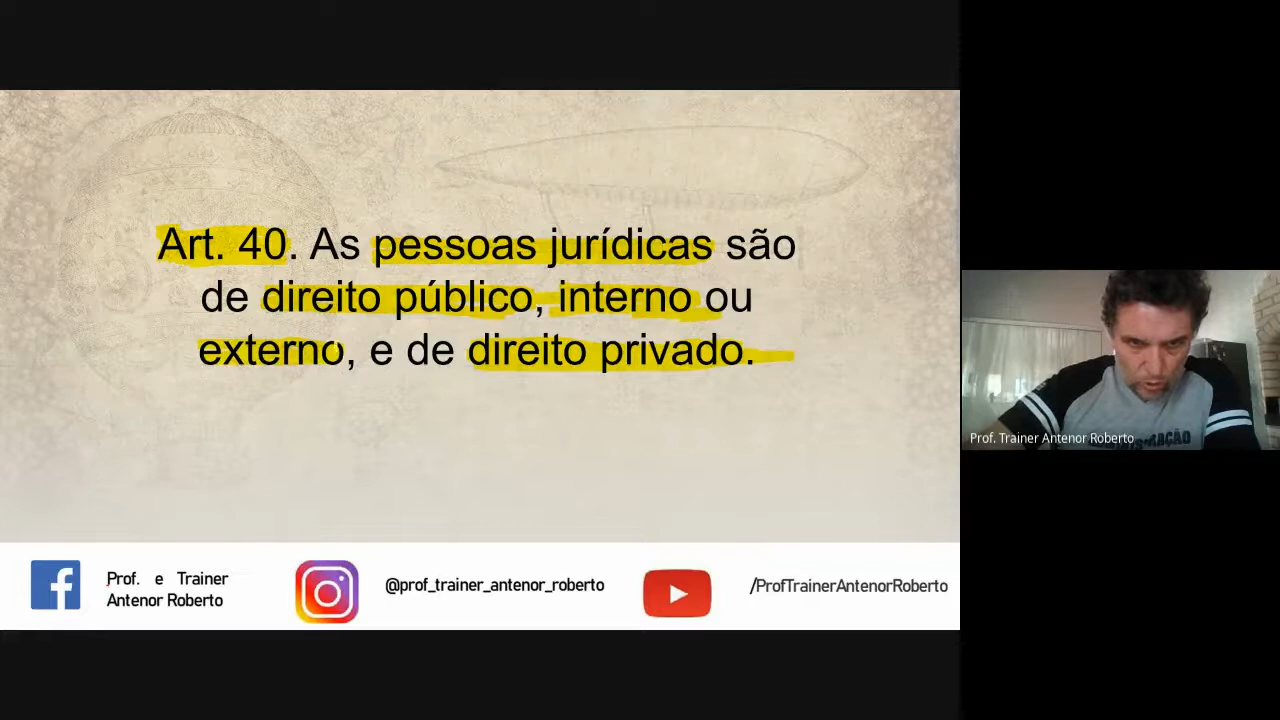 Art. 40. As pessoas jurídicas são
de direito público, interno ou
externo, e de direito privado.
Prof. e Trainer
Antenor Roberto
@prof_trainer_antenor_roberto
/ProfTrainerAntenorRoberto
Prof. Trainer Antenor Roberto